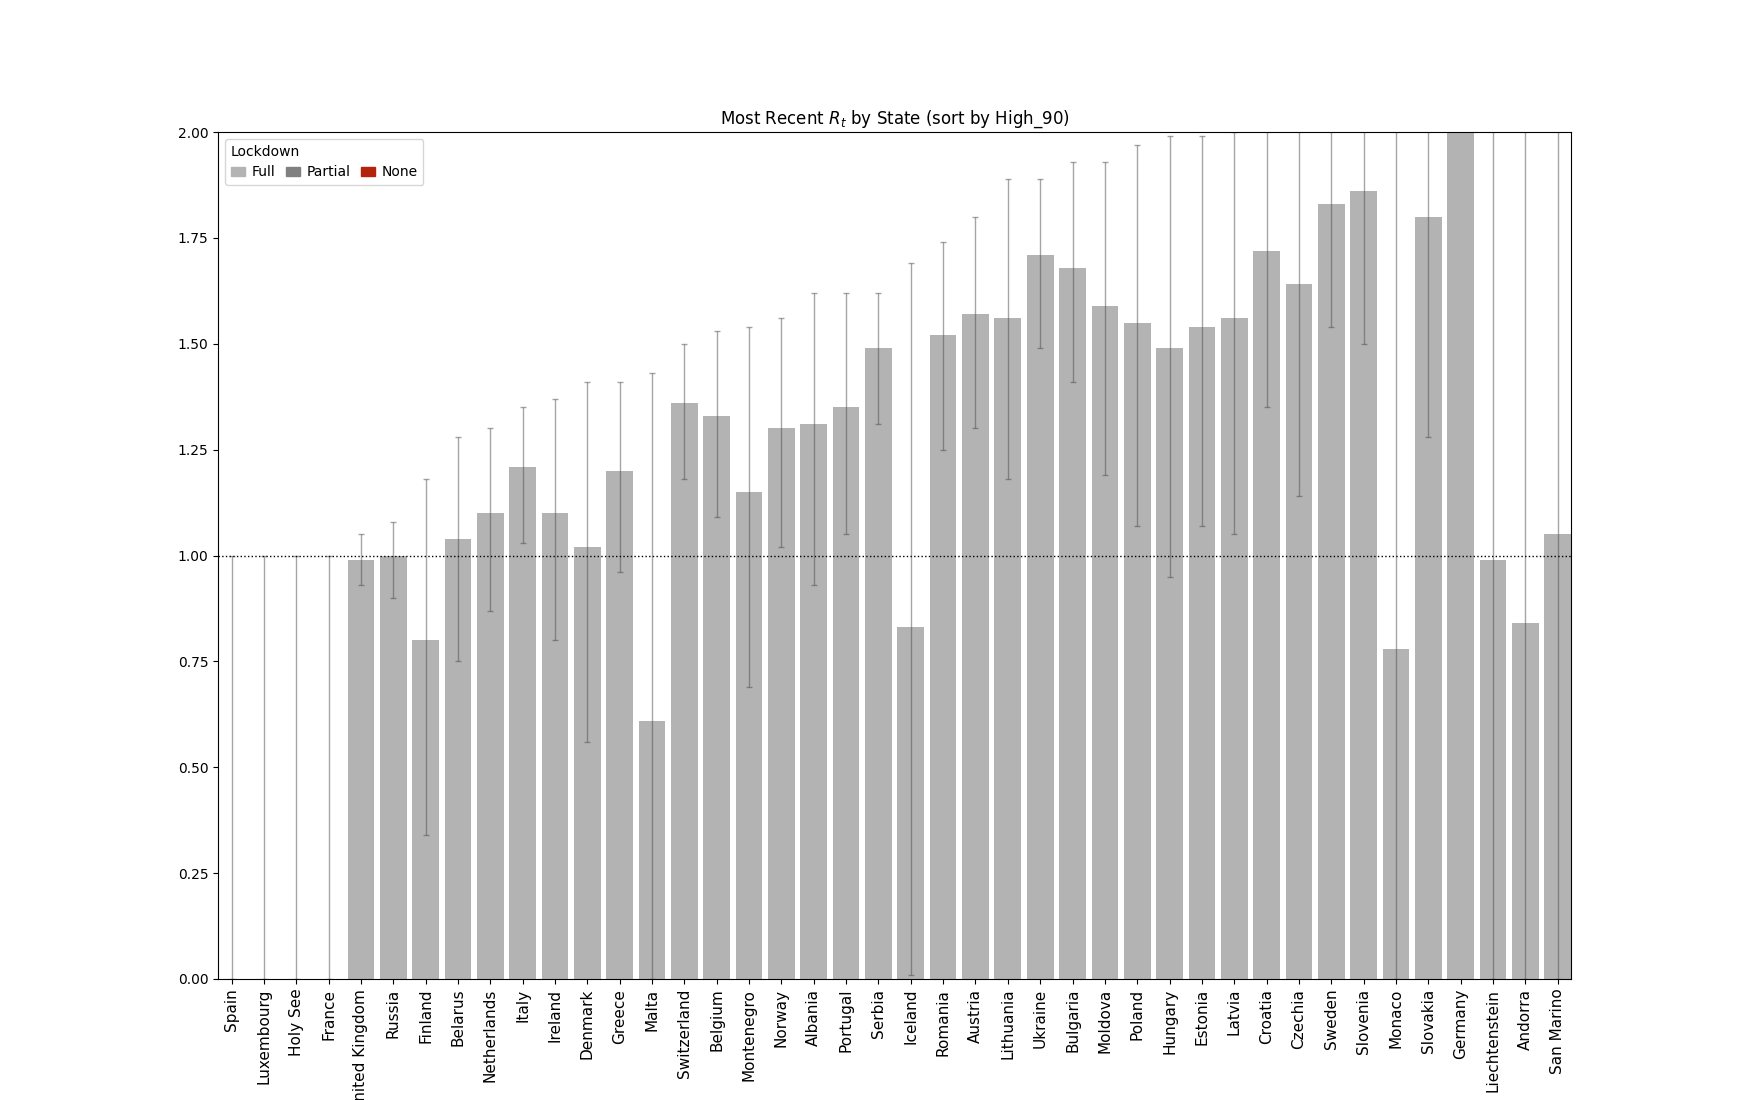 Most Recent R_t by State (sort by High_90)
Lockdown
Full Partial None
2.00
1.75
1.50
1.25
1.00
0.75
0.50
0.25
0.00
Spain
Luxembourg
Holy See
France
nited Kingdom
Russia
Finland
Belarus
Netherlands
Italy
Ireland
Denmark
Greece
Malta
Switzerland
Belgium
Montenegro
Norway
Albania
Portugal
Serbia
Iceland
Romania
Austria
Lithuania
Ukraine
Bulgaria
Moldova
Poland
Hungary
Estonia
Latvia
Croatia
Czechia
Sweden
Slovenia
Monaco
Slovakia
Germany
Liechtenstein
Andorra
San Marino